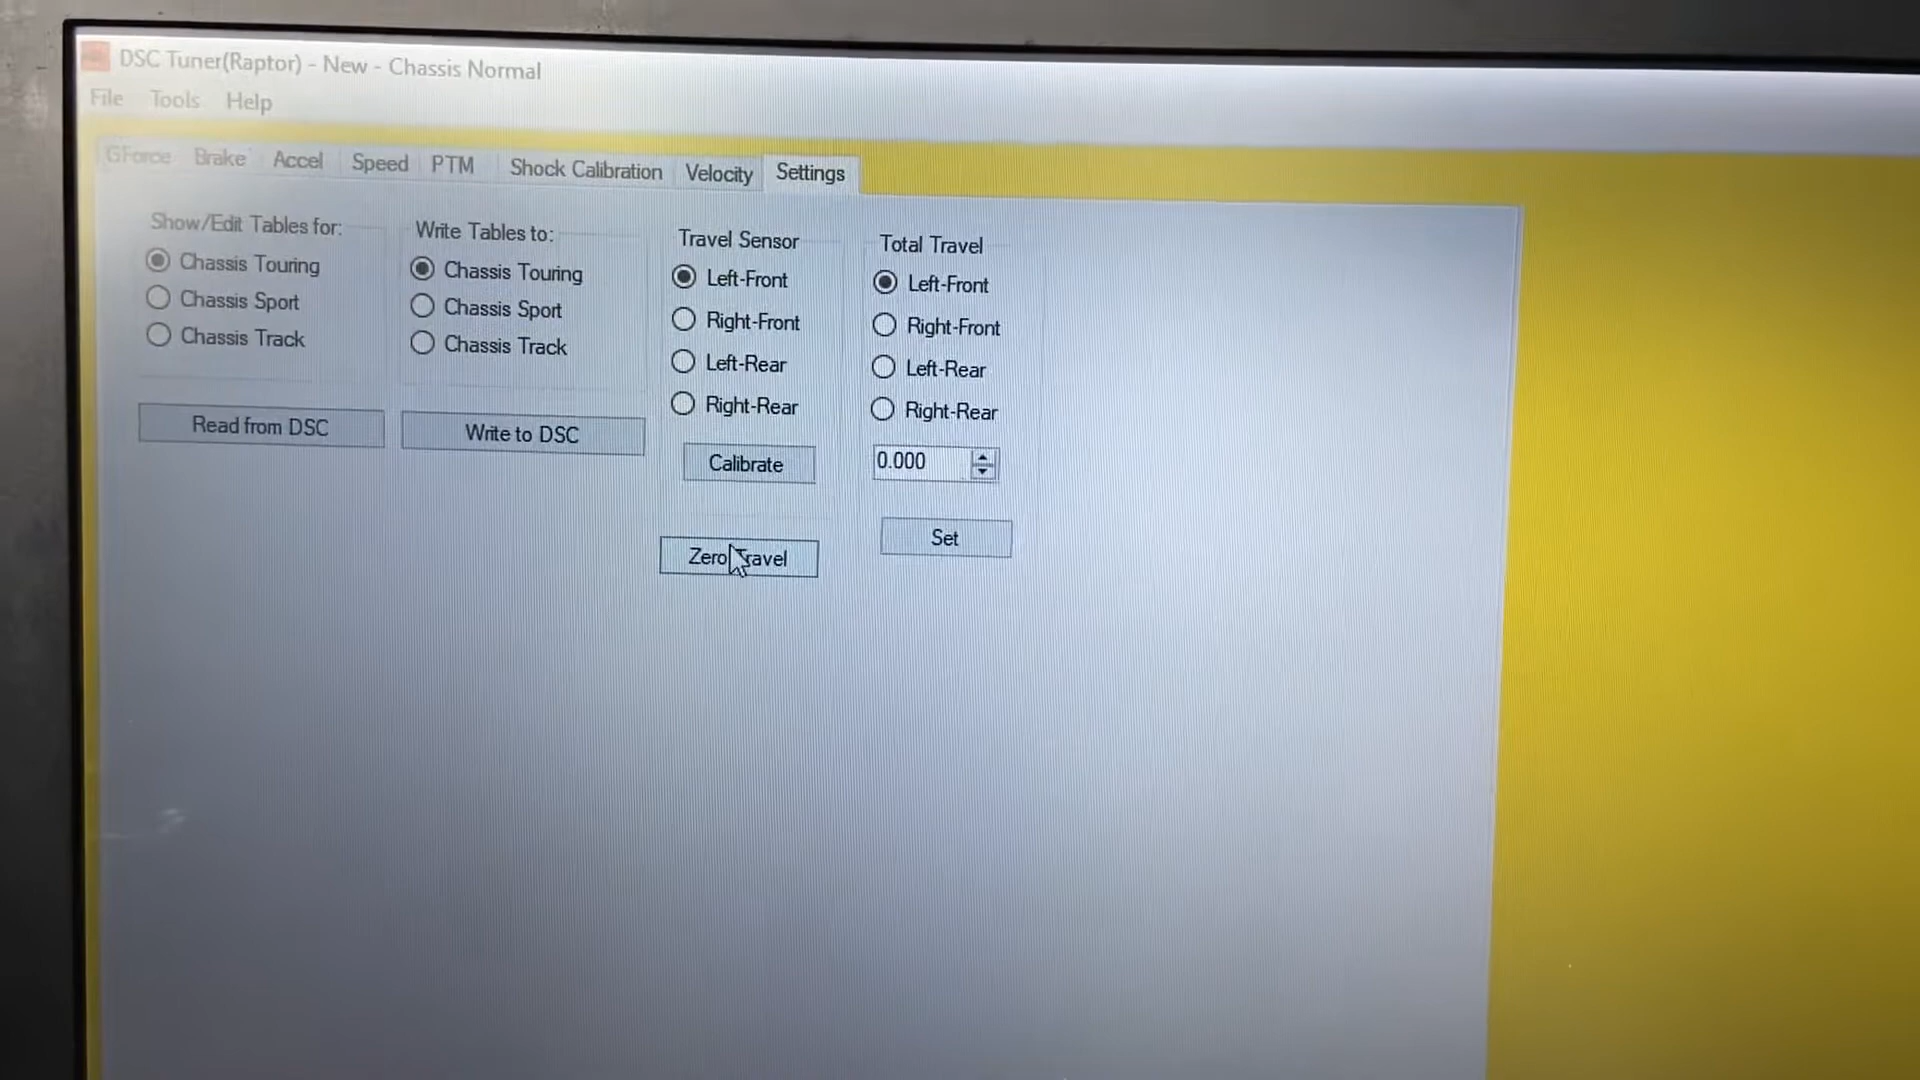 DSC Tuner(Raptor) - New - Chassis Normal
File Tools Help
GForce Brake Accel Speed PTM Shock Calibration Velocity Settings
Show/Edit Tables for:
Chassis Touring
Chassis Sport
Chassis Track
Read from DSC
Write Tables to:
Chassis Touring
Chassis Sport
Chassis Track
Write to DSC
Travel Sensor
Left-Front
Right-Front
Left-Rear
Right-Rear
Calibrate
Zero Travel
Total Travel
Left-Front
Right-Front
Left-Rear
Right-Rear
0.000
Set